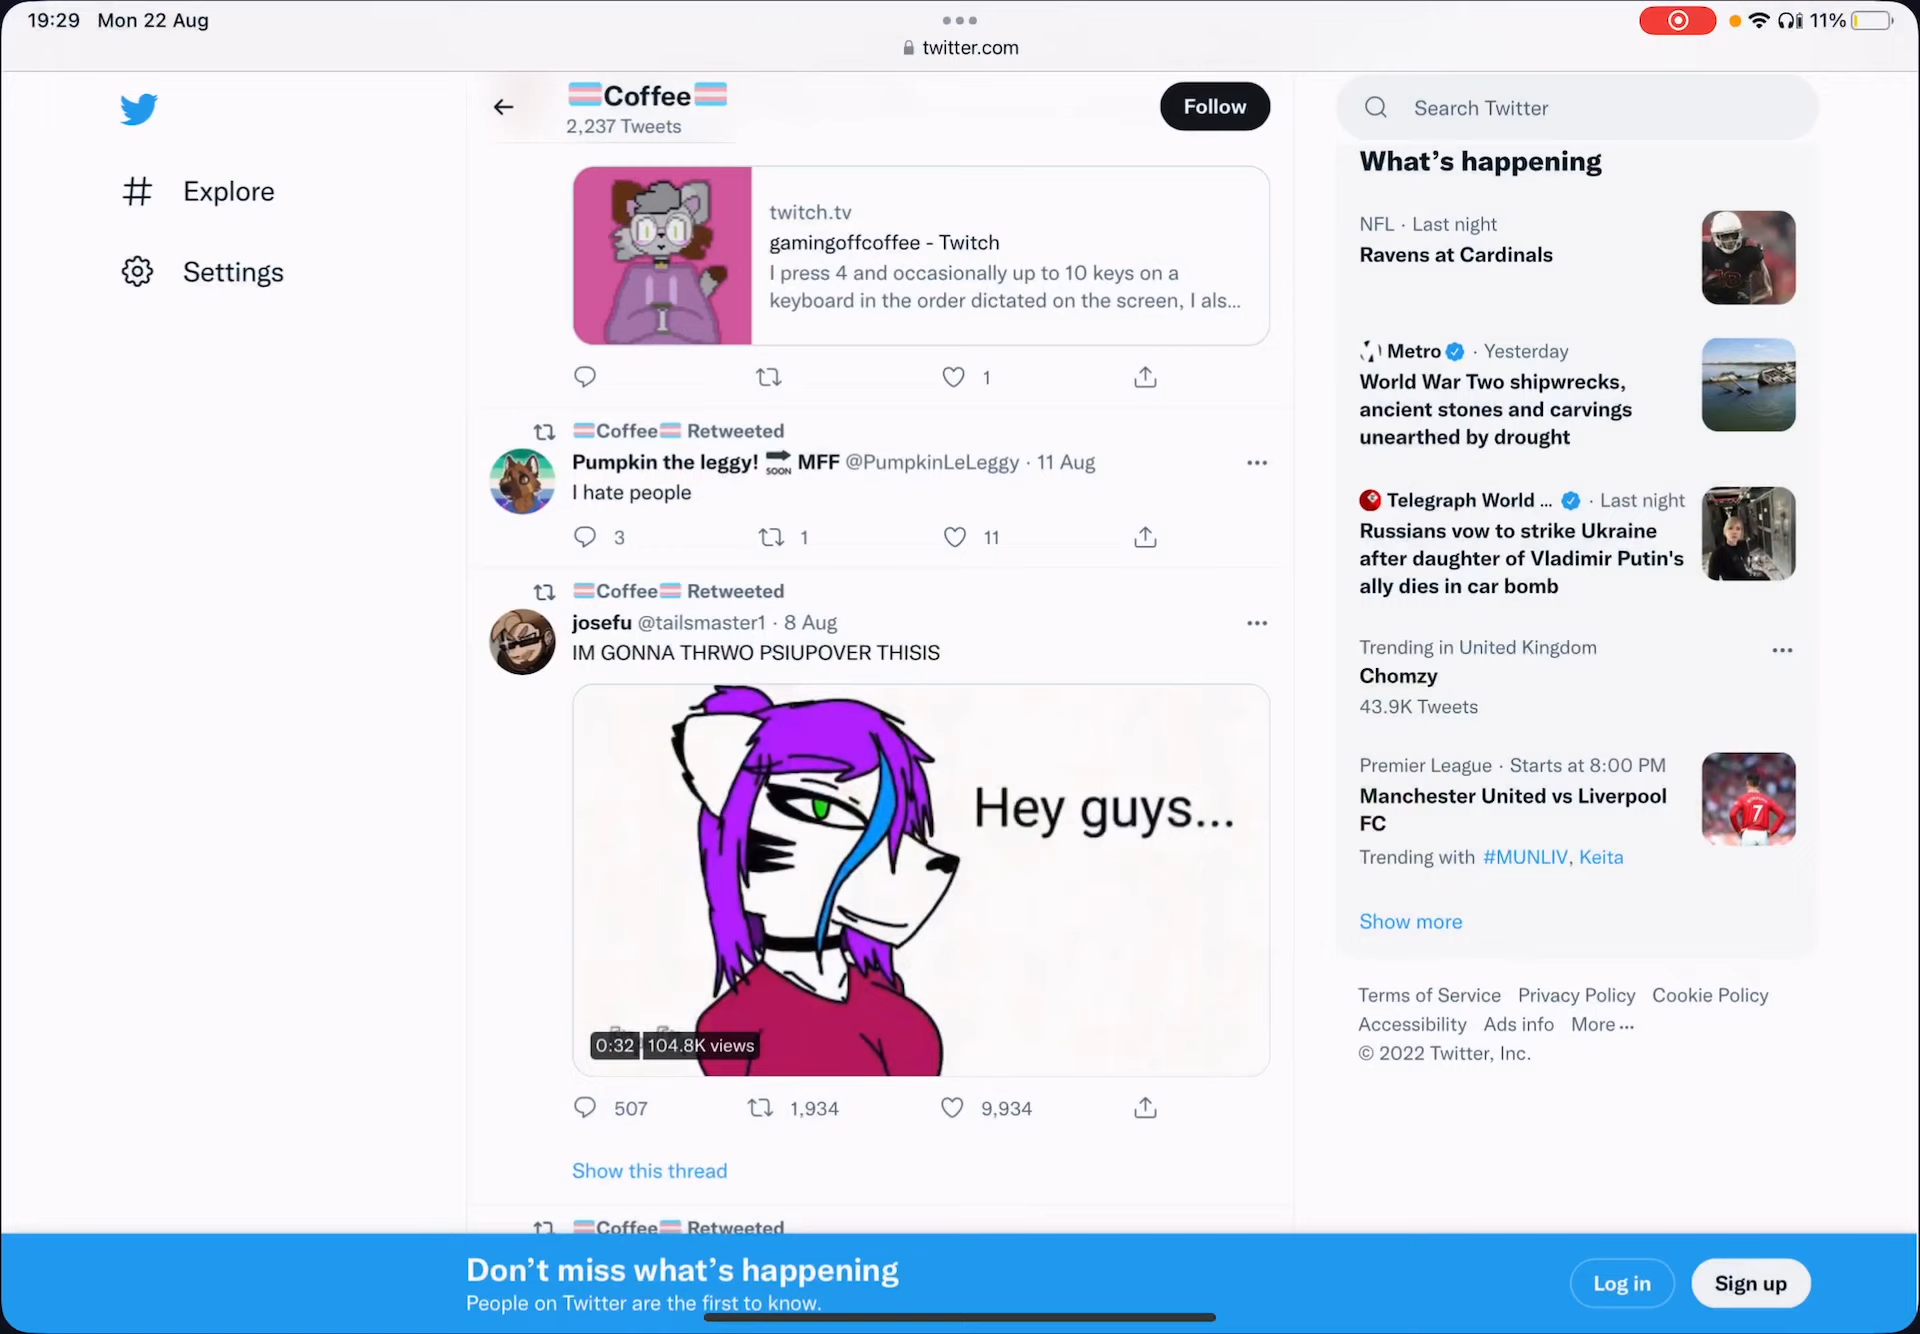 19:29 Mon 22 Aug
11%
twitter.com
Explore
Settings
Coffee
2,237 Tweets
Follow
twitch.tv
gamingoffcoffee - Twitch
I press 4 and occasionally up to 10 keys on a
keyboard in the order dictated on the screen, I als...
1
Coffee Retweeted
Pumpkin the leggy! SOON MFF @PumpkinLeLeggy · 11 Aug
I hate people
3 1 11
Coffee Retweeted
josefu @tailsmaster1 · 8 Aug
IM GONNA THRWO PSIUPOVER THISIS
Hey guys...
0:32 104.8K views
507 1,934 9,934
Show this thread
Coffee Retweeted
Search Twitter
What's happening
NFL · Last night
Ravens at Cardinals
Metro · Yesterday
World War Two shipwrecks,
ancient stones and carvings
unearthed by drought
Telegraph World ... · Last night
Russians vow to strike Ukraine
after daughter of Vladimir Putin's
ally dies in car bomb
Trending in United Kingdom
Chomzy
43.9K Tweets
Premier League · Starts at 8:00 PM
Manchester United vs Liverpool
FC
7
Trending with #MUNLIV, Keita
Show more
Terms of Service Privacy Policy Cookie Policy
Accessibility Ads info More ...
© 2022 Twitter, Inc.
Don't miss what's happening
People on Twitter are the first to know.
Log in
Sign up